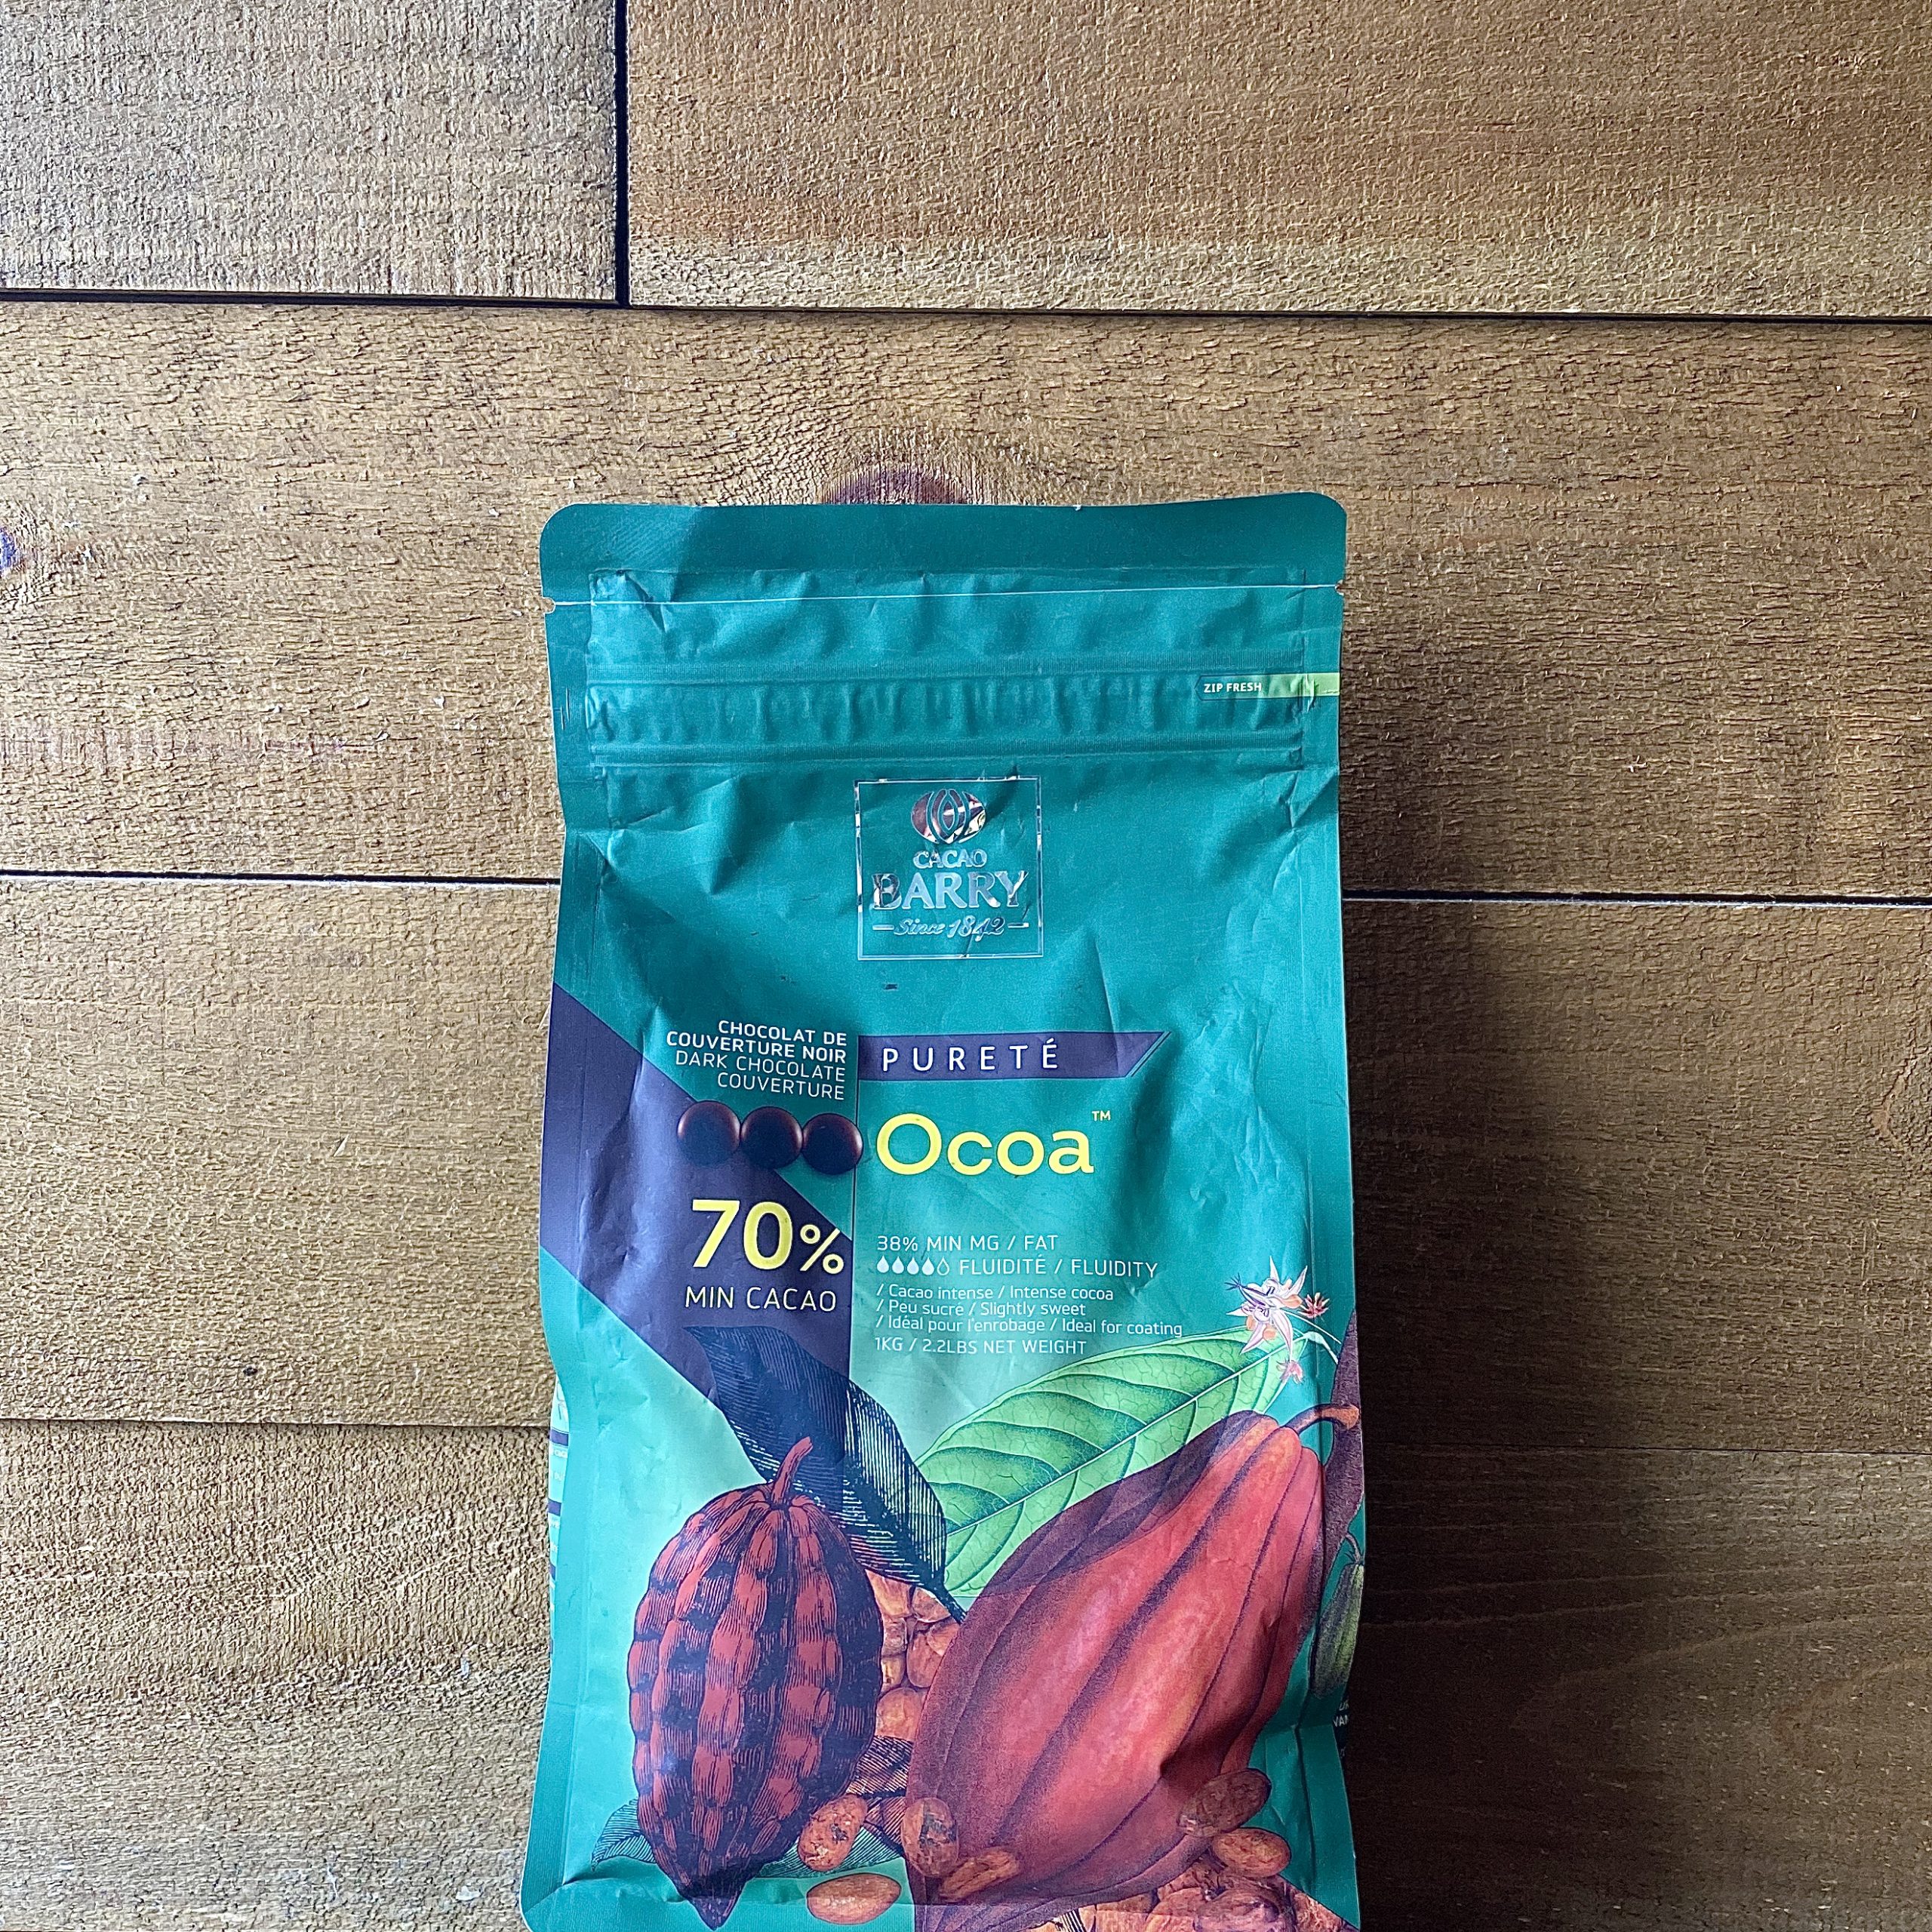 ZIP FRESH
CACAO
BARRY
Since 1842
CHOCOLAT DE
COUVERTURE NOIR
DARK CHOCOLATE
COUVERTURE
PURETÉ
Ocoa™
70%
MIN CACAO
38% MIN MG / FAT
FLUIDITÉ / FLUIDITY
/ Cacao intense / Intense cocoa
/ Peu sucré / Slightly sweet
/ Idéal pour l'enrobage / Ideal for coating
1KG / 2.2LBS NET WEIGHT